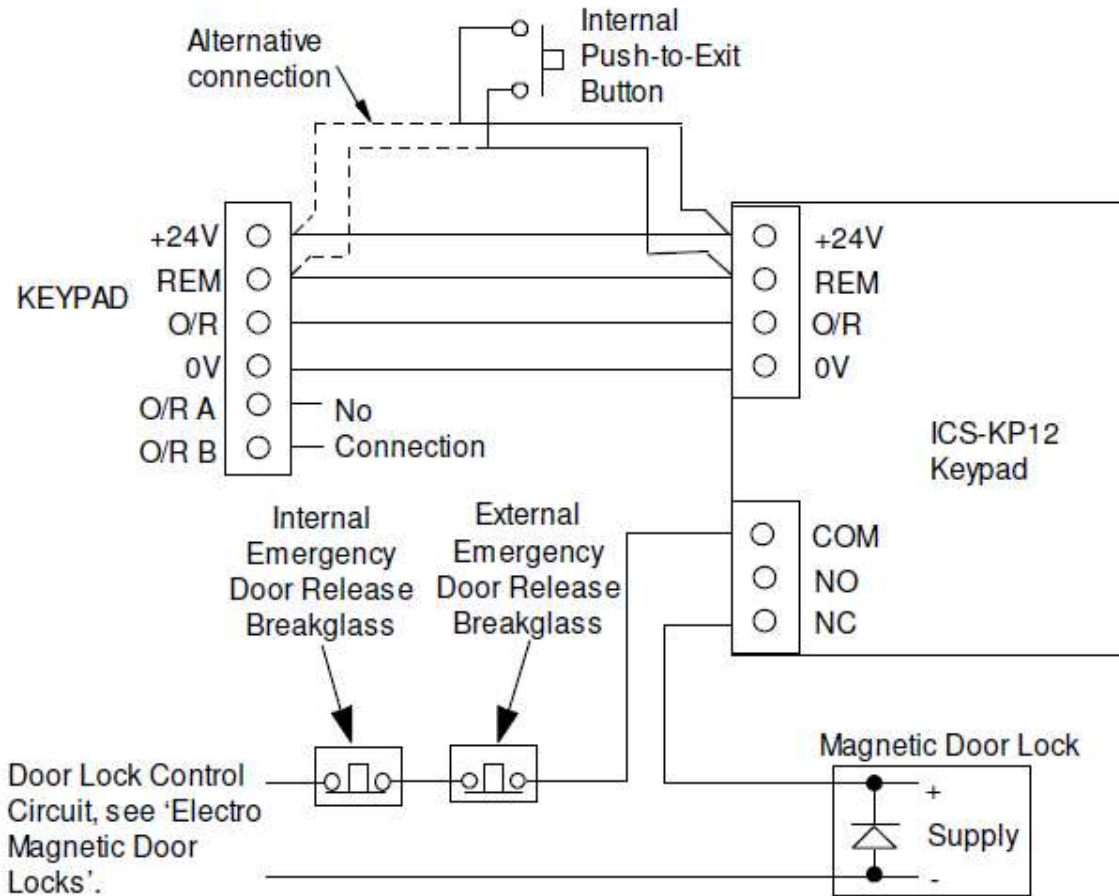 Alternative
connection
Internal
Push-to-Exit
Button
KEYPAD
+24V
REM
O/R
0V
O/R A
O/R B
No
Connection
+24V
REM
O/R
0V
ICS-KP12
Keypad
COM
NO
NC
Internal
Emergency
Door Release
Breakglass
External
Emergency
Door Release
Breakglass
Magnetic Door Lock
+
Supply
-
Door Lock Control
Circuit, see ‘Electro
Magnetic Door
Locks’.